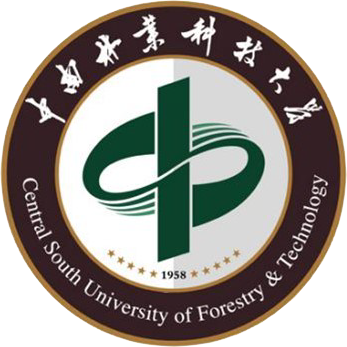 中南林业科技大学
1958
Central South University of Forestry & Technology